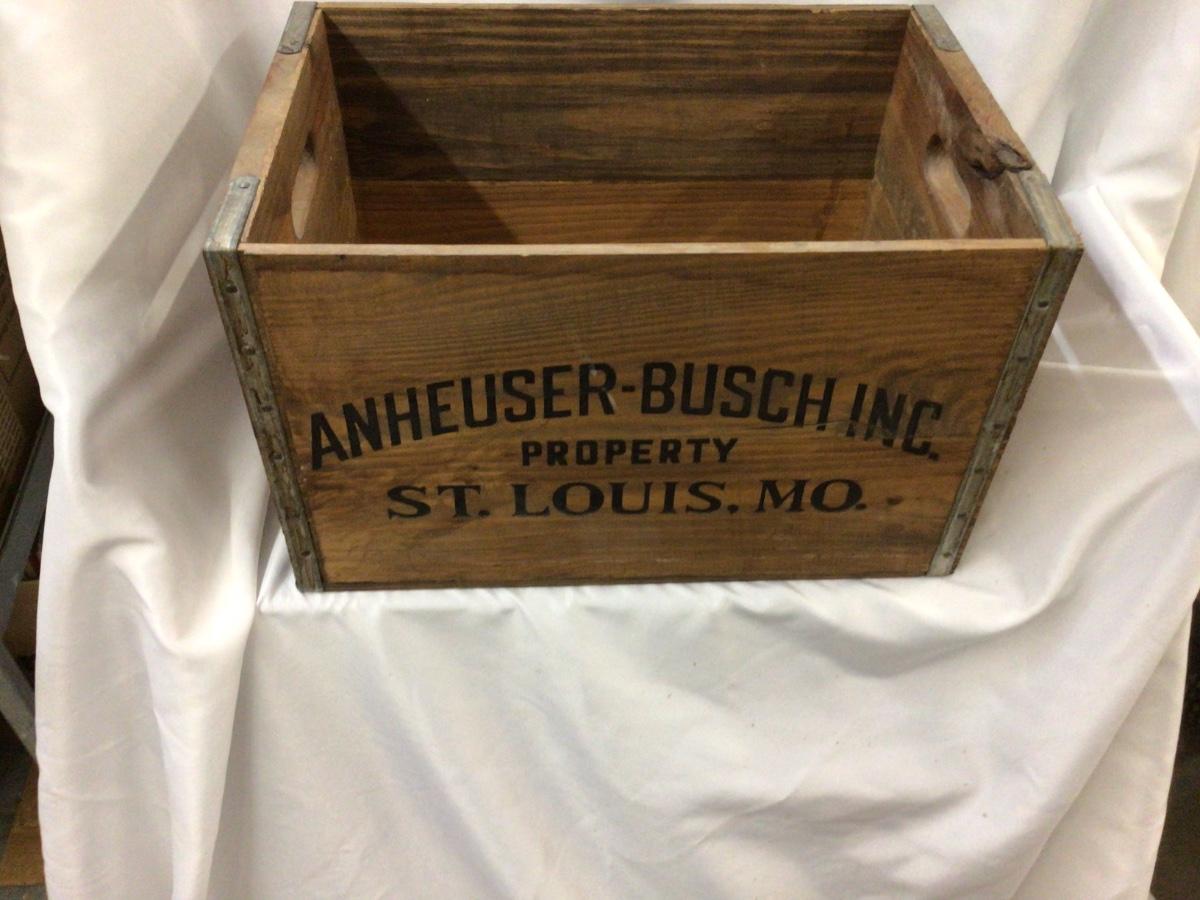 ANHEUSER-BUSCH INC.
PROPERTY
ST. LOUIS, MO.